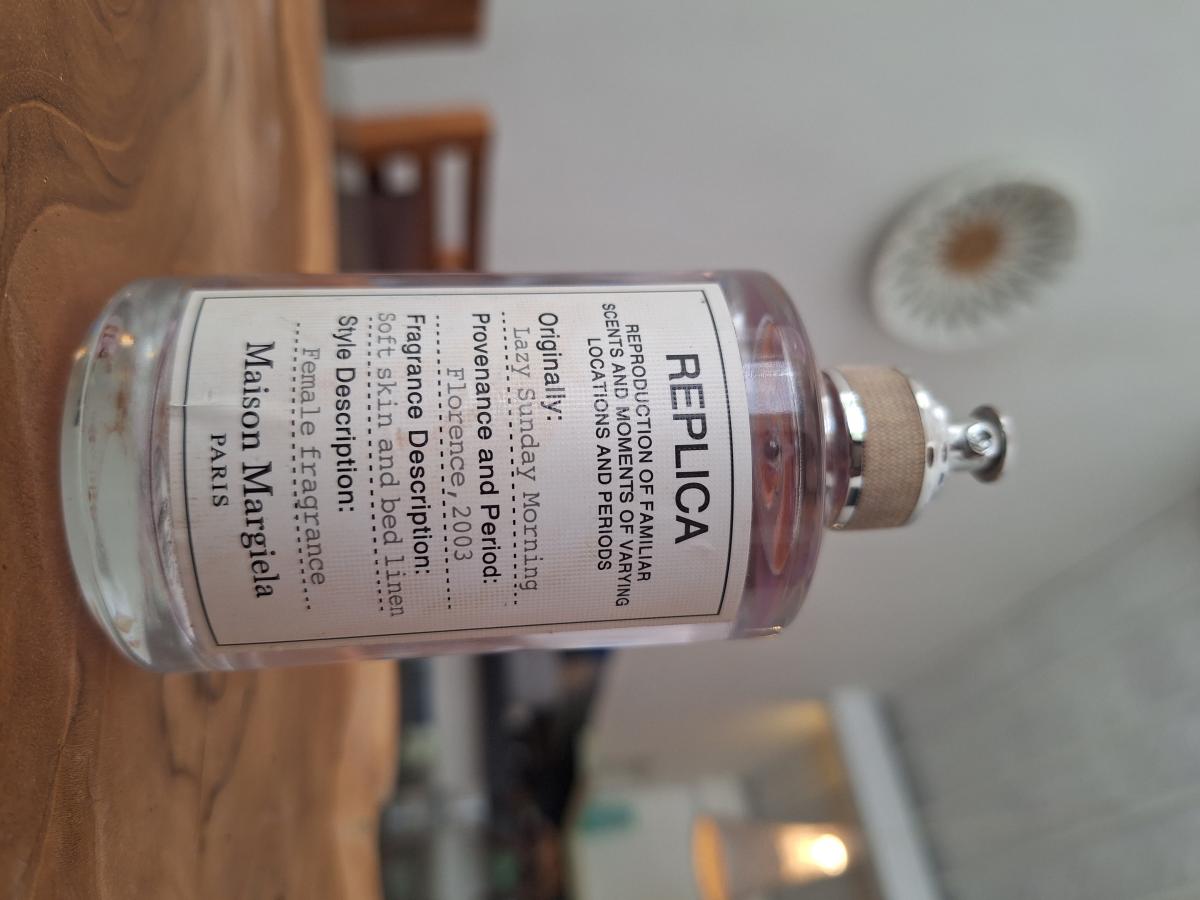 REPLICA
REPRODUCTION OF FAMILIAR
SCENTS AND MOMENTS OF VARYING
LOCATIONS AND PERIODS
Originally:
Lazy Sunday Morning
Provenance and Period:
Florence, 2003
Fragrance Description:
Soft skin and bed linen
Style Description:
Female fragrance
Maison Margiela
PARIS